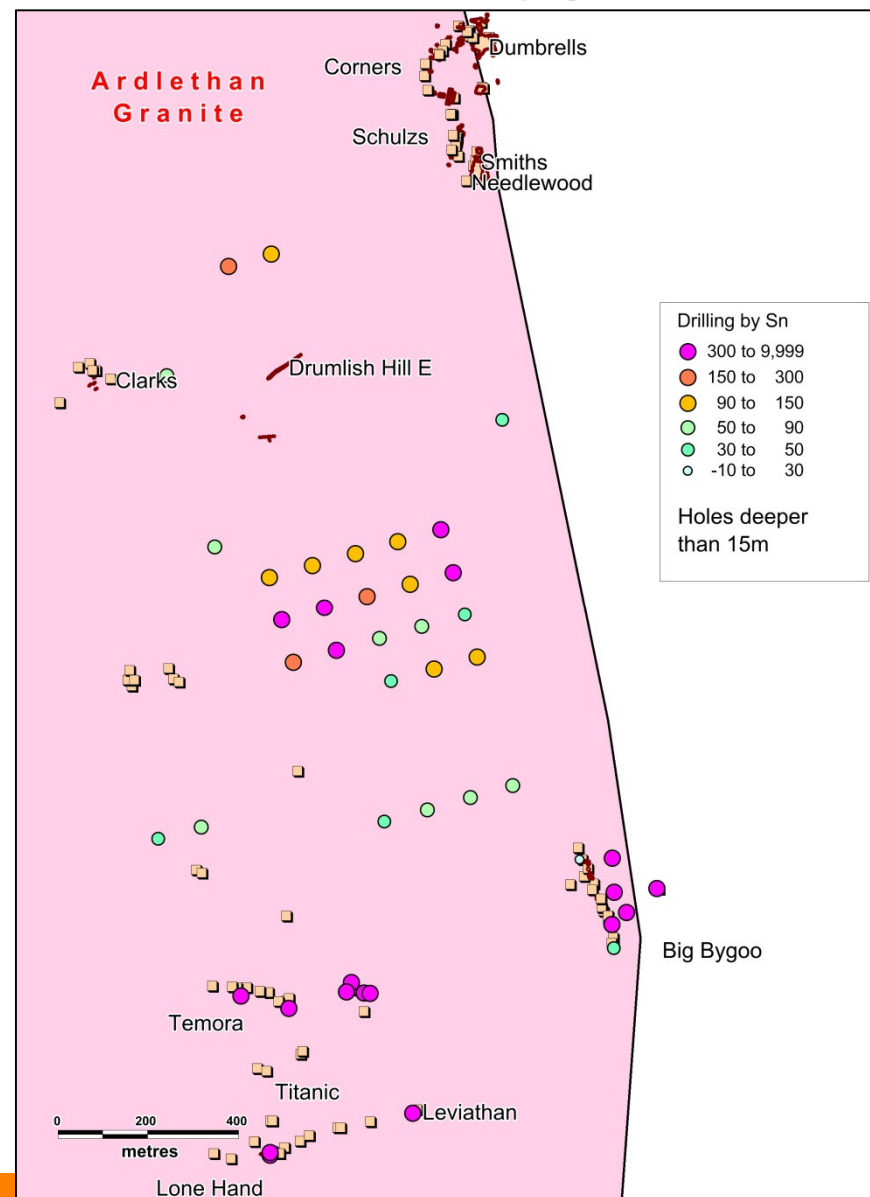 Dumbrells
Corners
Ardlethan
Granite
Schulzs
Smiths
Needlewood
Drilling by Sn
300 to 9,999
150 to 300
90 to 150
50 to 90
30 to 50
-10 to 30
Holes deeper
than 15m
Clarks
Drumlish Hill E
Big Bygoo
Temora
Titanic
0 200 400
metres
Leviathan
Lone Hand